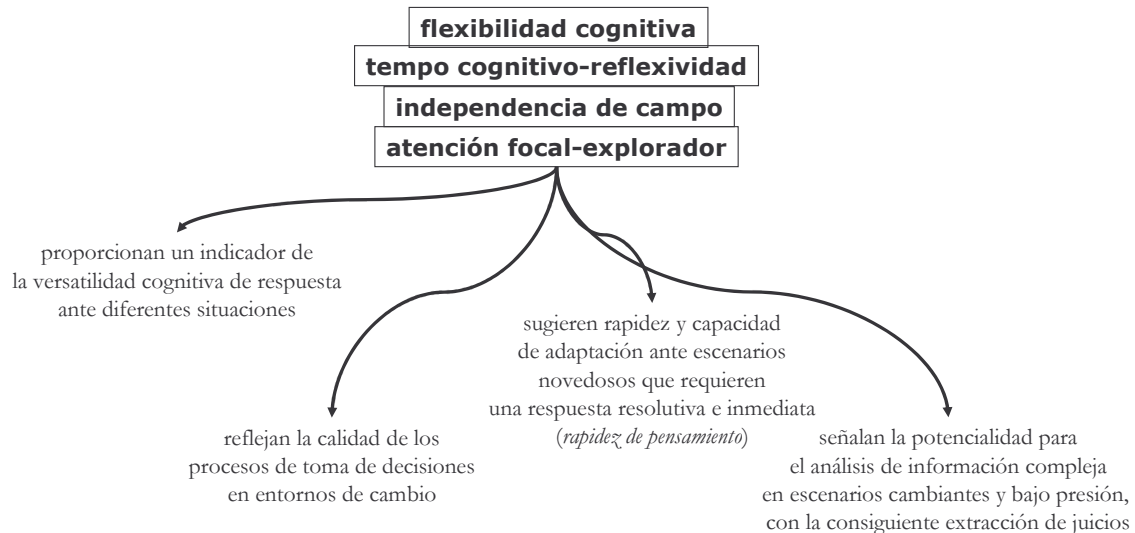 flexibilidad cognitiva
tempo cognitivo-reflexividad
independencia de campo
atención focal-explorador
proporcionan un indicador de
la versatilidad cognitiva de respuesta
ante diferentes situaciones
reflejan la calidad de los
procesos de toma de decisiones
en entornos de cambio
sugieren rapidez y capacidad
de adaptación ante escenarios
novedosos que requieren
una respuesta resolutiva e inmediata
(rapidez de pensamiento)
señalan la potencialidad para
el análisis de información compleja
en escenarios cambiantes y bajo presión,
con la consiguiente extracción de juicios